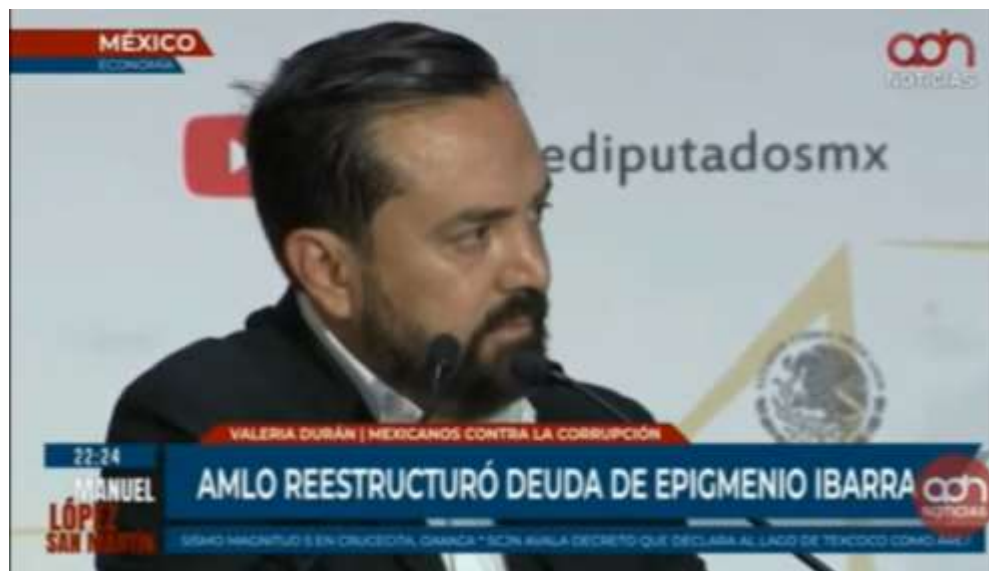 MÉXICO
ECONOMÍA
adn
NOTICIAS
ediputadosmx
VALERIA DURÁN | MEXICANOS CONTRA LA CORRUPCIÓN
22:24
MANUEL
LÓPEZ
SAN MARTÍN
AMLO REESTRUCTURÓ DEUDA DE EPIGMENIO IBARRA
adn
NOTICIAS
SISMO MAGNITUD 5 EN CRUCECITA, OAXACA * SCJN AVALA DECRETO QUE DECLARA AL LAGO DE TEXCOCO COMO